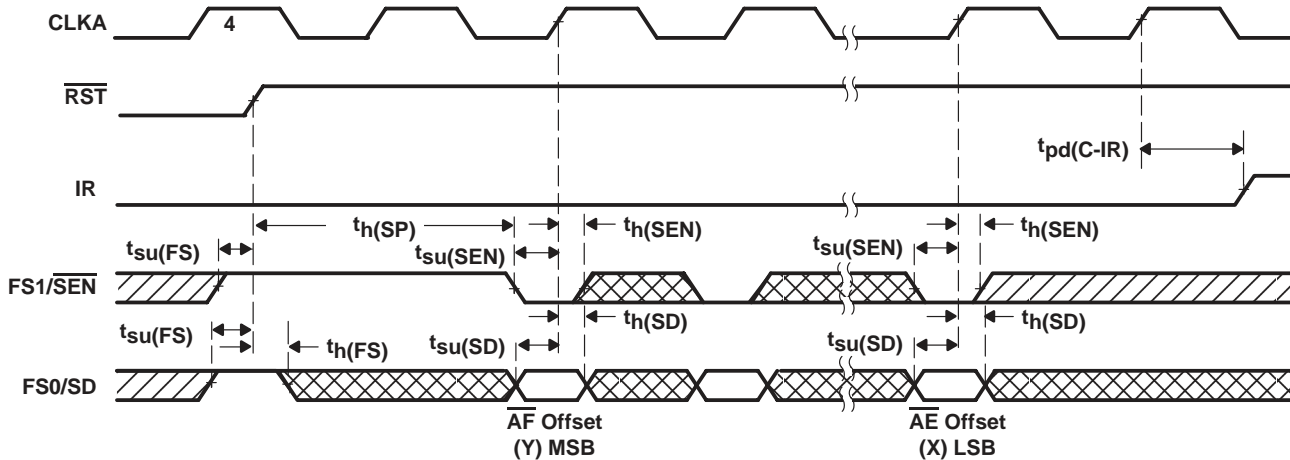 CLKA
4
RST
tpd(C-IR)
IR
th(SP)
th(SEN)
th(SEN)
tsu(FS)
tsu(SEN)
tsu(SEN)
FS1/SEN
tsu(FS)
th(FS)
tsu(SD)
th(SD)
tsu(SD)
th(SD)
FS0/SD
AF Offset
(Y) MSB
AE Offset
(X) LSB